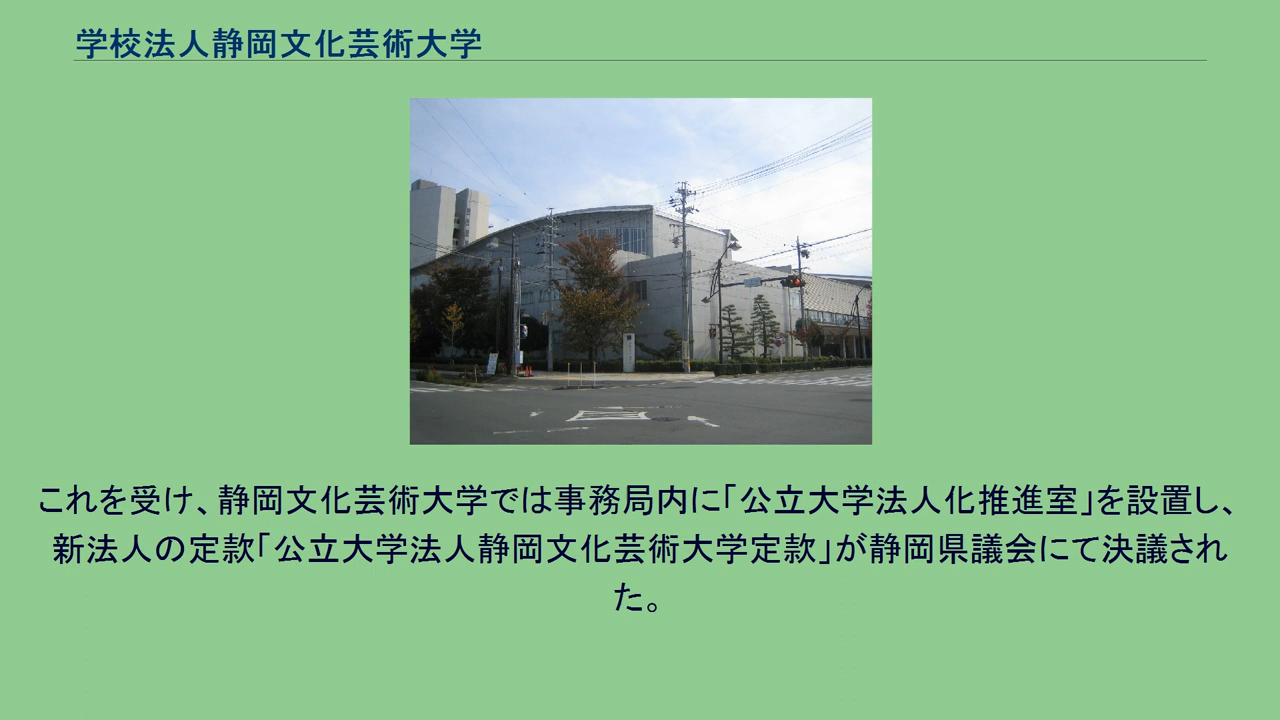 学校法人静岡文化芸術大学
これを受け、静岡文化芸術大学では事務局内に「公立大学法人化推進室」を設置し、
新法人の定款「公立大学法人静岡文化芸術大学定款」が静岡県議会にて決議され
た。